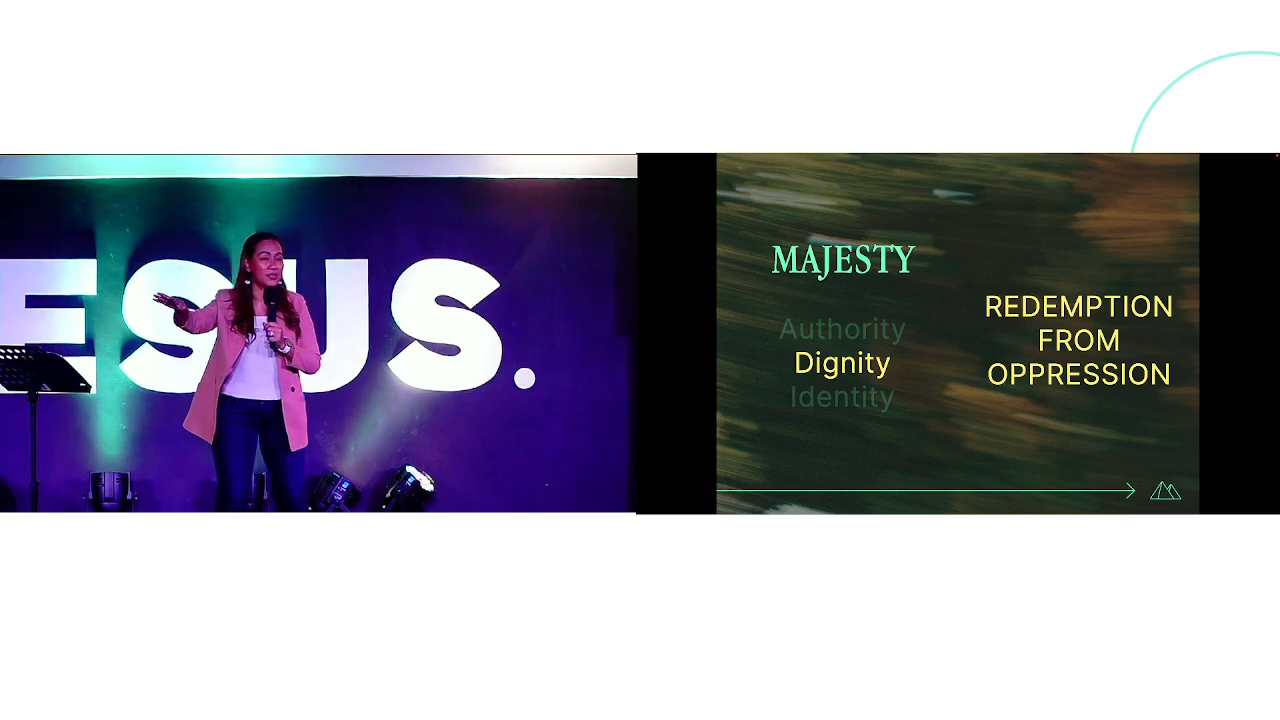 ESUS.
MAJESTY
Authority
Dignity
Identity
REDEMPTION
FROM
OPPRESSION